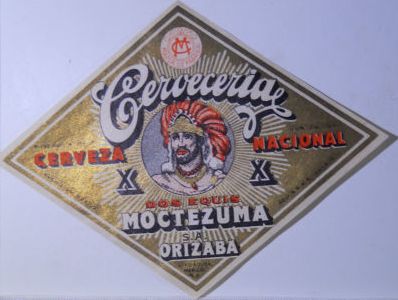 CM
Cervecería
CERVEZA NACIONAL
X X
DOS EQUIS
MOCTEZUMA
S.A.
ORIZABA